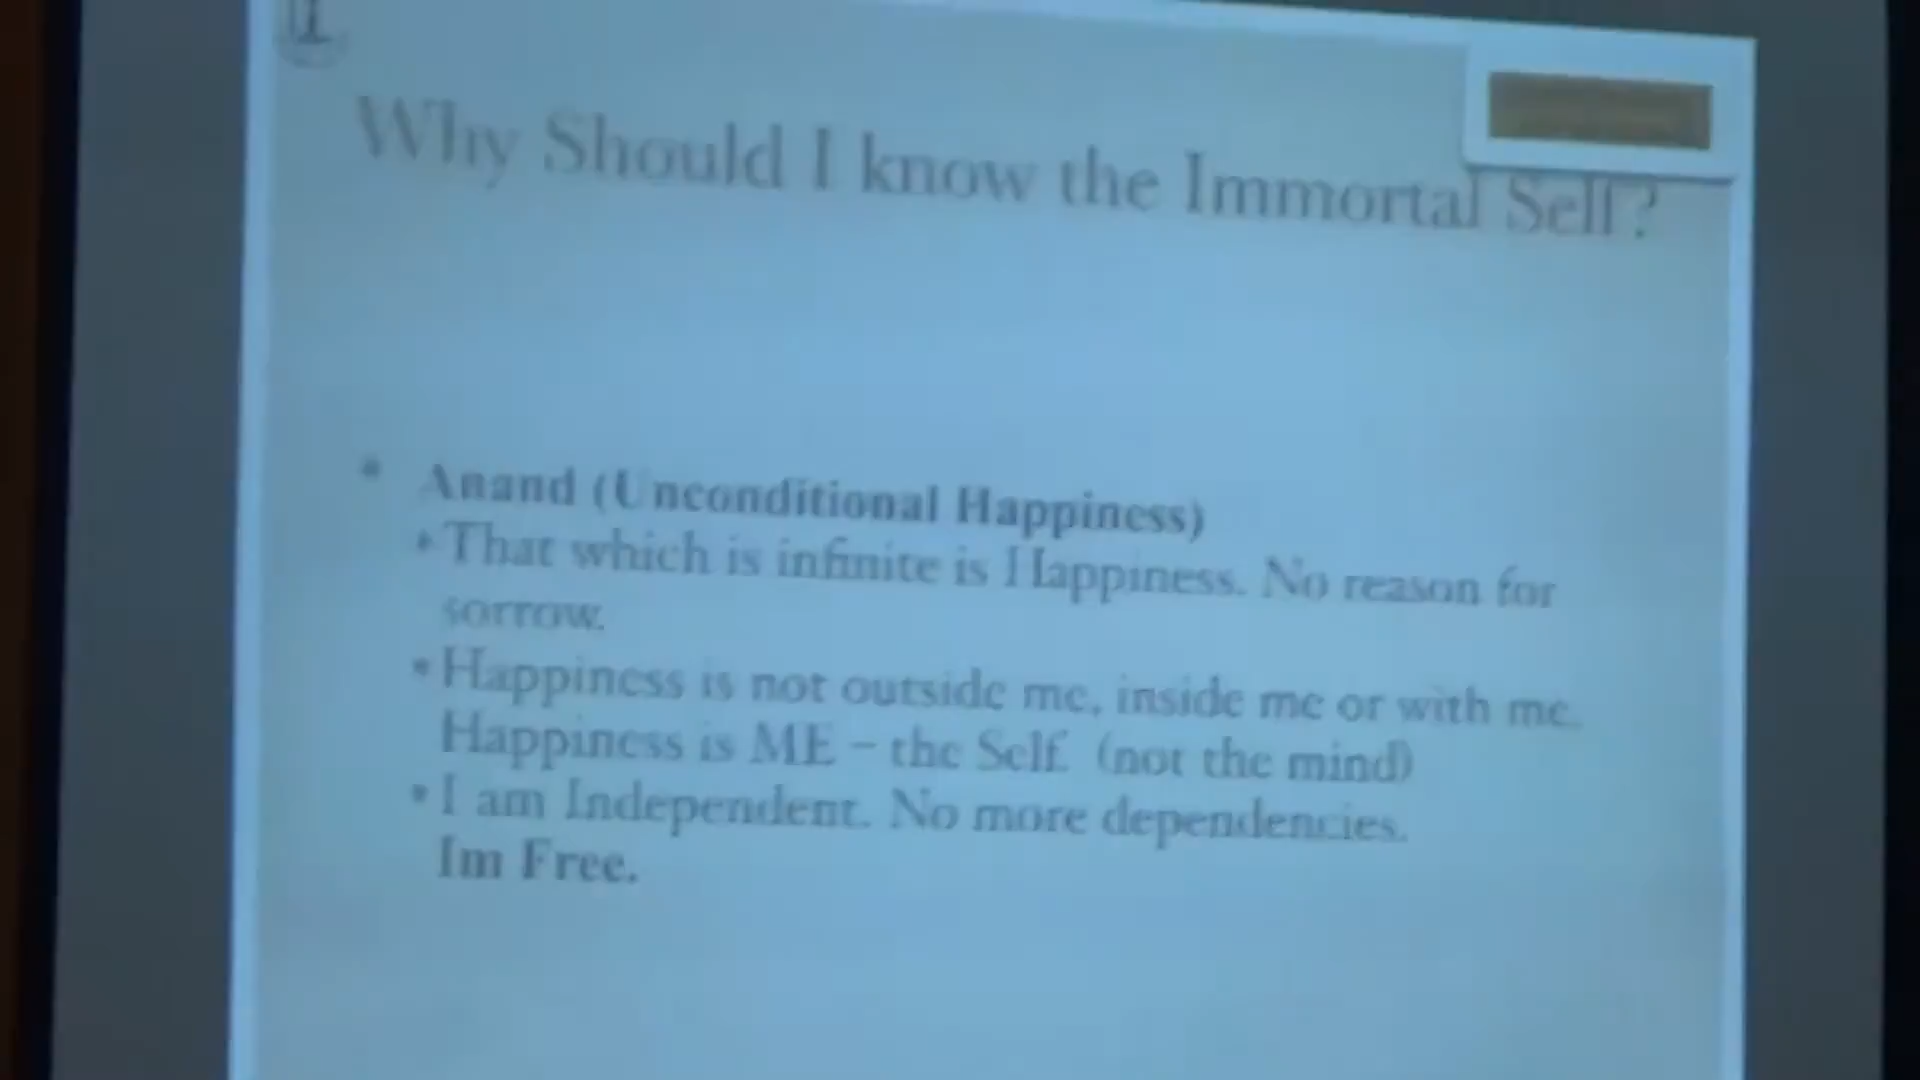 Why Should I know the Immortal Self?
Anand (Unconditional Happiness)
That which is infinite is Happiness. No reason for
sorrow.
Happiness is not outside me, inside me or with me.
Happiness is ME – the Self. (not the mind)
I am Independent. No more dependencies.
Im Free.